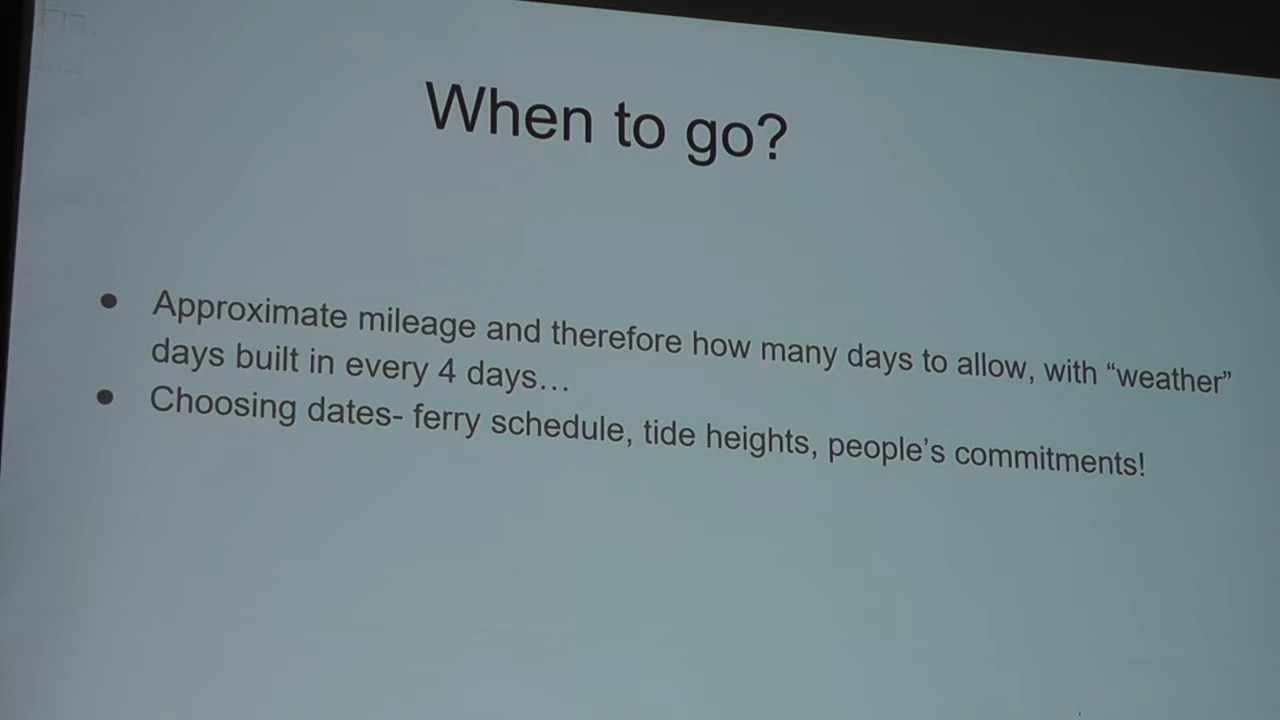 When to go?
● Approximate mileage and therefore how many days to allow, with “weather”
days built in every 4 days…
● Choosing dates- ferry schedule, tide heights, people’s commitments!